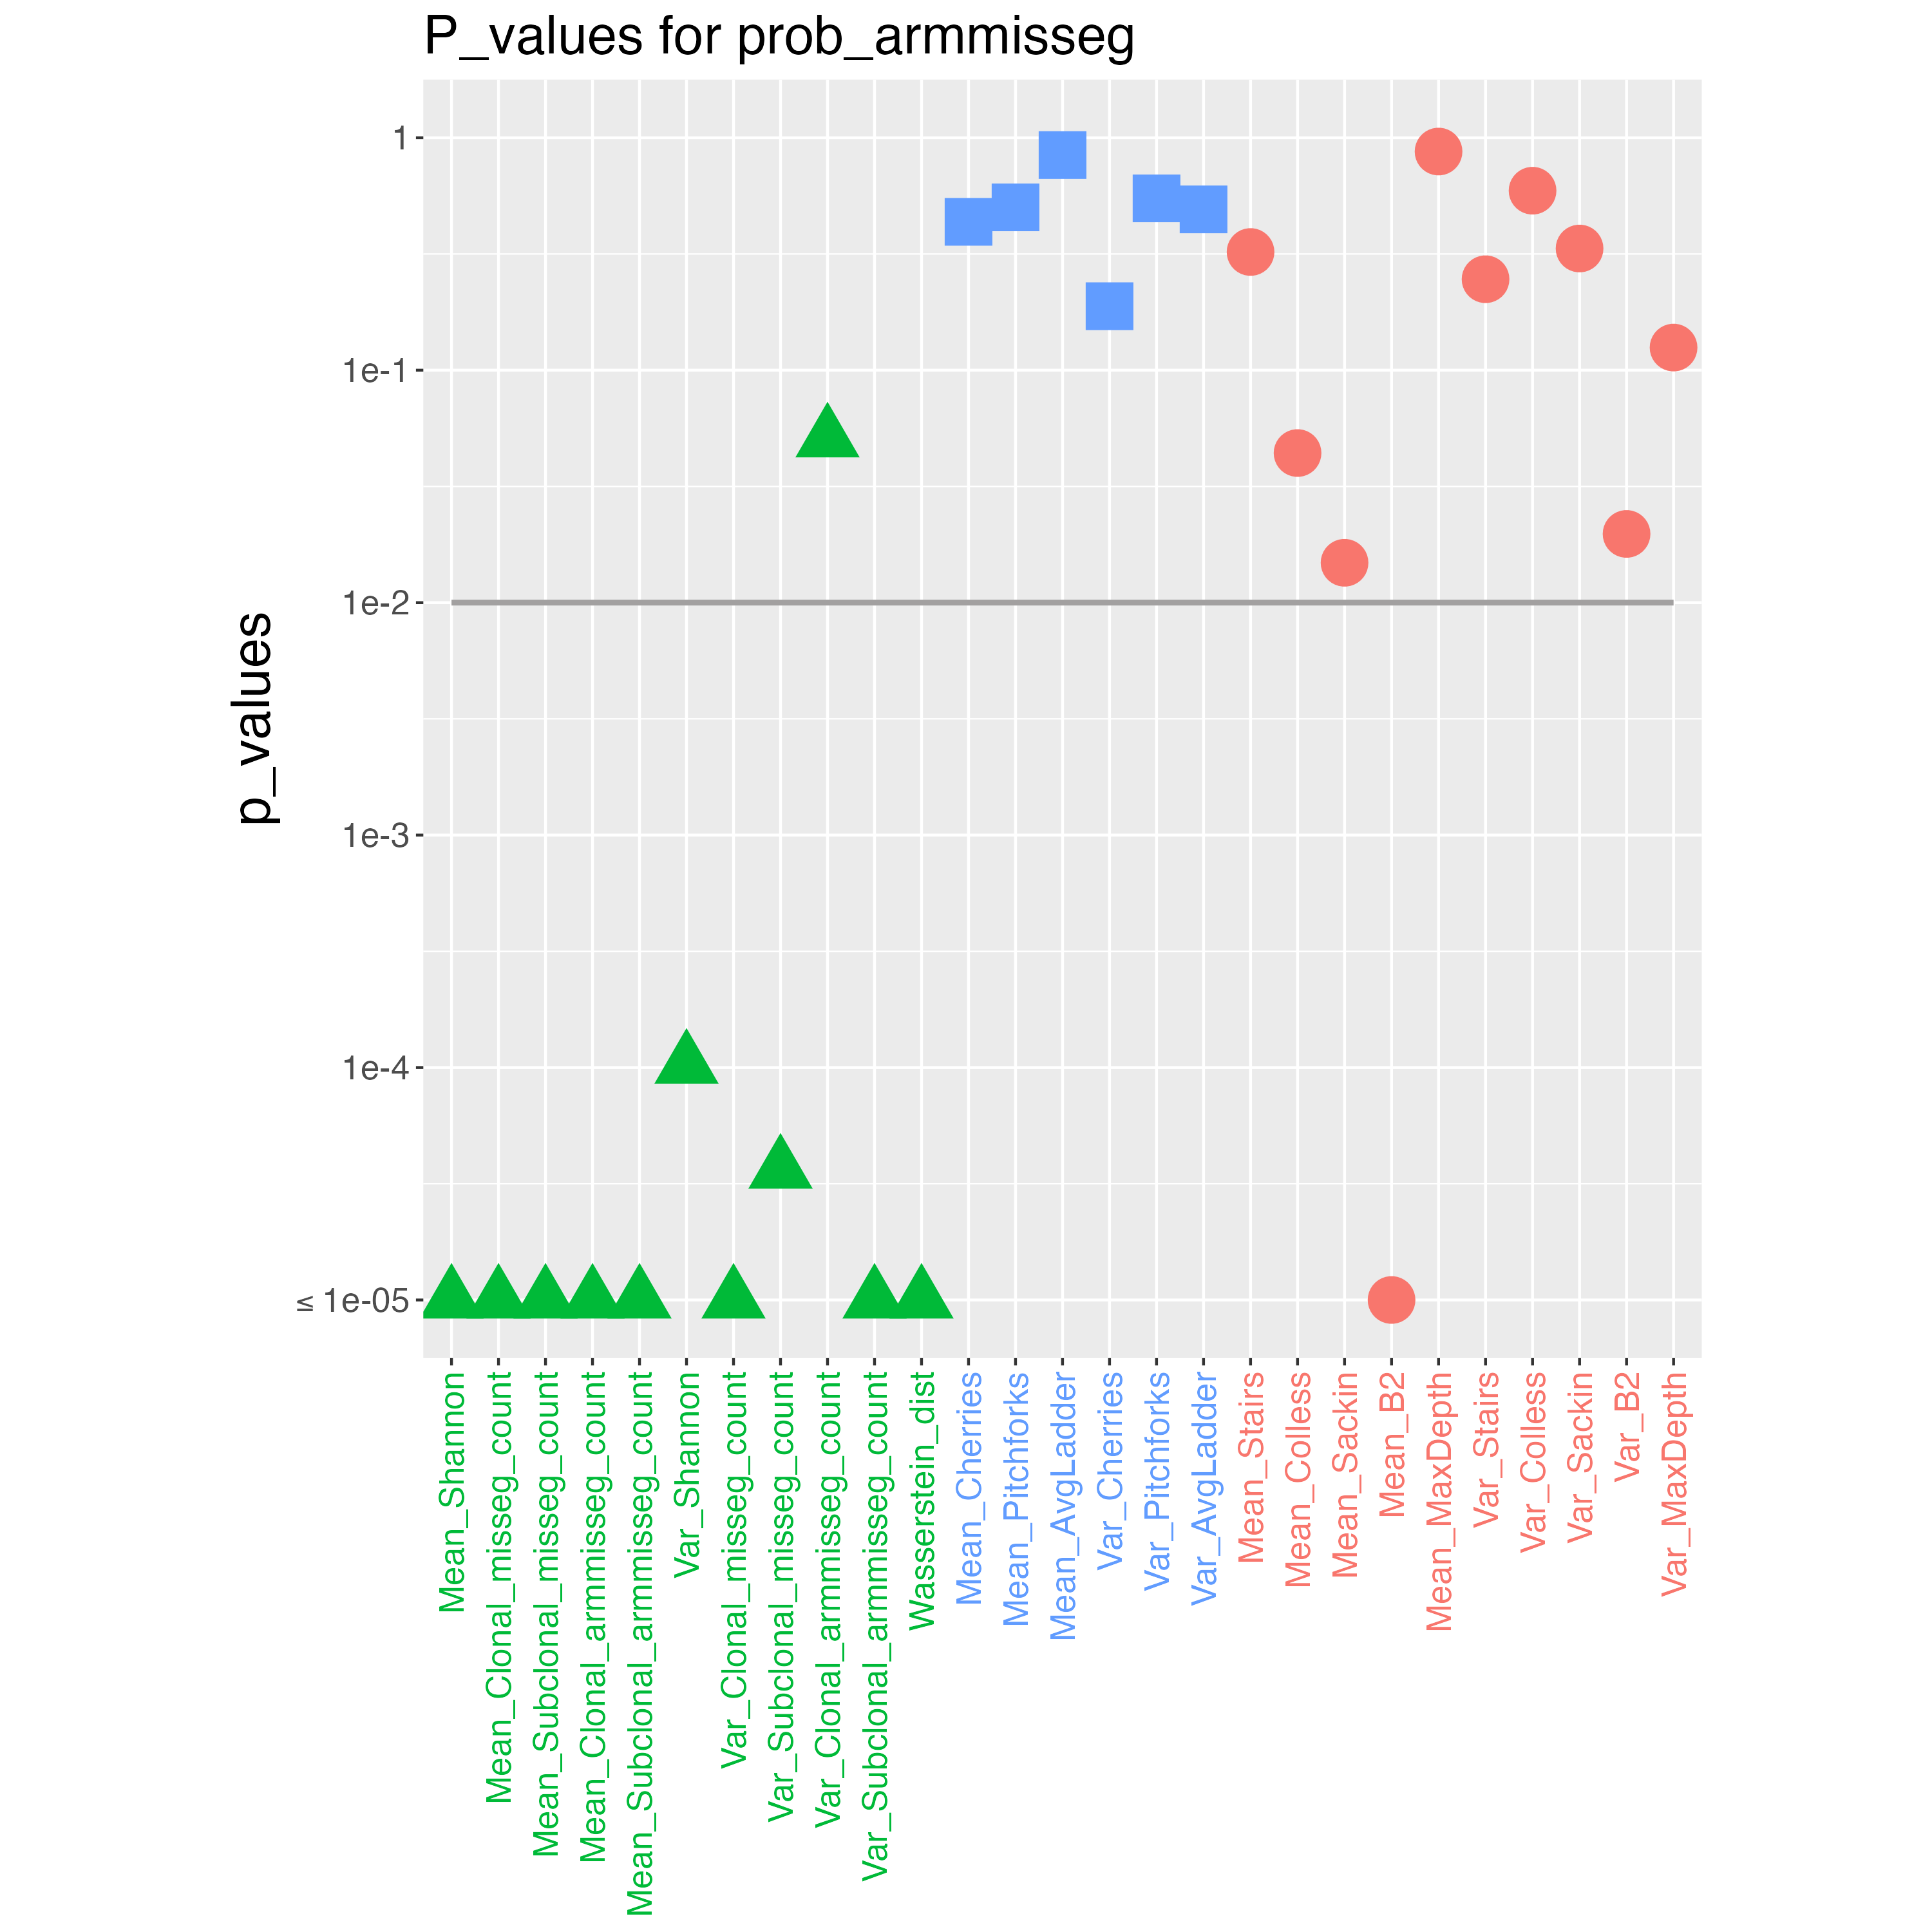 P_values for prob_armmisseg
p_values
1
1e-1
1e-2
1e-3
1e-4
≤ 1e-05
Mean_Shannon
Mean_Clonal_misseg_count
Mean_Subclonal_misseg_count
Mean_Clonal_armmisseg_count
Mean_Subclonal_armmisseg_count
Var_Shannon
Var_Clonal_misseg_count
Var_Subclonal_misseg_count
Var_Clonal_armmisseg_count
Var_Subclonal_armmisseg_count
Wasserstein_dist
Mean_Cherries
Mean_Pitchforks
Mean_AvgLadder
Var_Cherries
Var_Pitchforks
Var_AvgLadder
Mean_Stairs
Mean_Colless
Mean_Sackin
Mean_B2
Mean_MaxDepth
Var_Stairs
Var_Colless
Var_Sackin
Var_B2
Var_MaxDepth